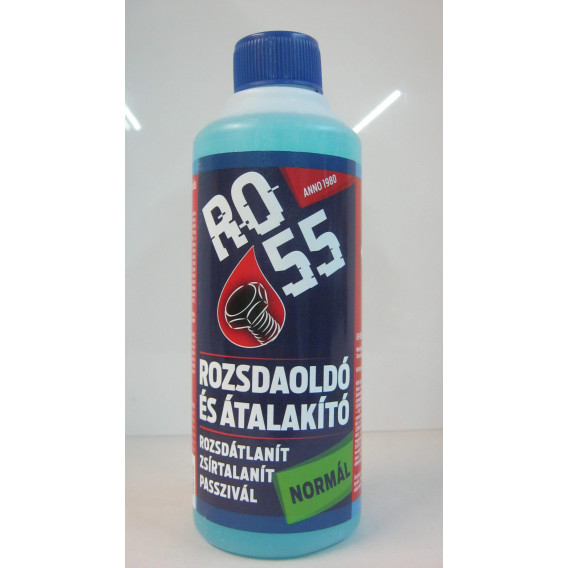 ANNO 1980
RO
55
ROZSDAOLDÓ
ÉS ÁTALAKÍTÓ
ROZSDÁTLANÍT
ZSÍRTALANÍT
PASSZIVÁL
NORMÁL